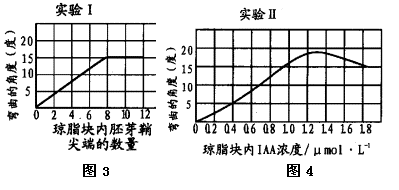 实验Ⅰ
弯曲的角度(度)
20
15
10
5
0 2 4 6 8 10 12
琼脂块内胚芽鞘
尖端的数量
图3
实验Ⅱ
弯曲的角度(度)
20
15
10
5
0 0.2 0.4 0.6 0.8 1.0 1.2 1.4 1.6 1.8
琼脂块内IAA浓度/μmol·L⁻¹
图4